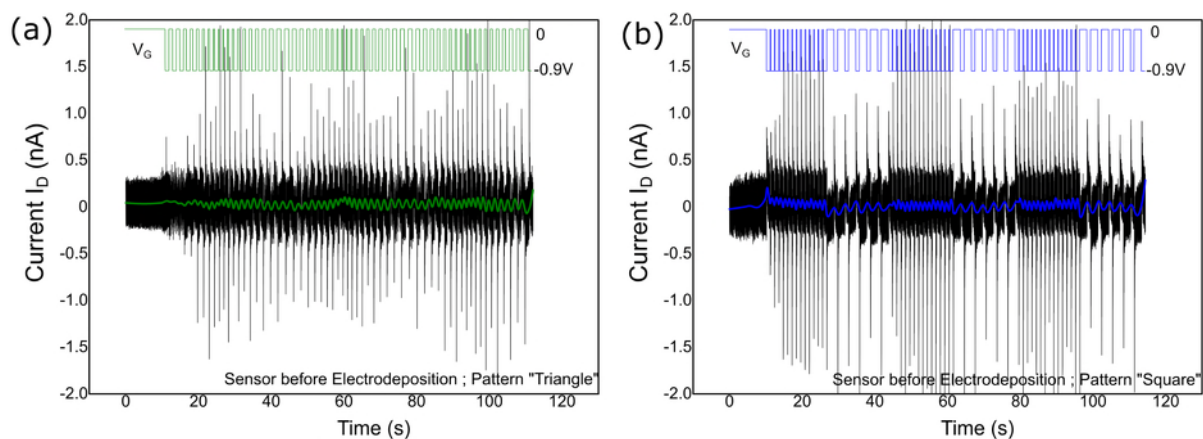 (a)
2.0
1.5
1.0
0.5
0
-0.5
-1.0
-1.5
-2.0
Current I_D (nA)
V_G
0
-0.9V
Sensor before Electrodeposition ; Pattern "Triangle"
0 20 40 60 80 100 120
Time (s)
(b)
2.0
1.5
1.0
0.5
0
-0.5
-1.0
-1.5
-2.0
Current I_D (nA)
V_G
0
-0.9V
Sensor before Electrodeposition ; Pattern "Square"
0 20 40 60 80 100 120
Time (s)